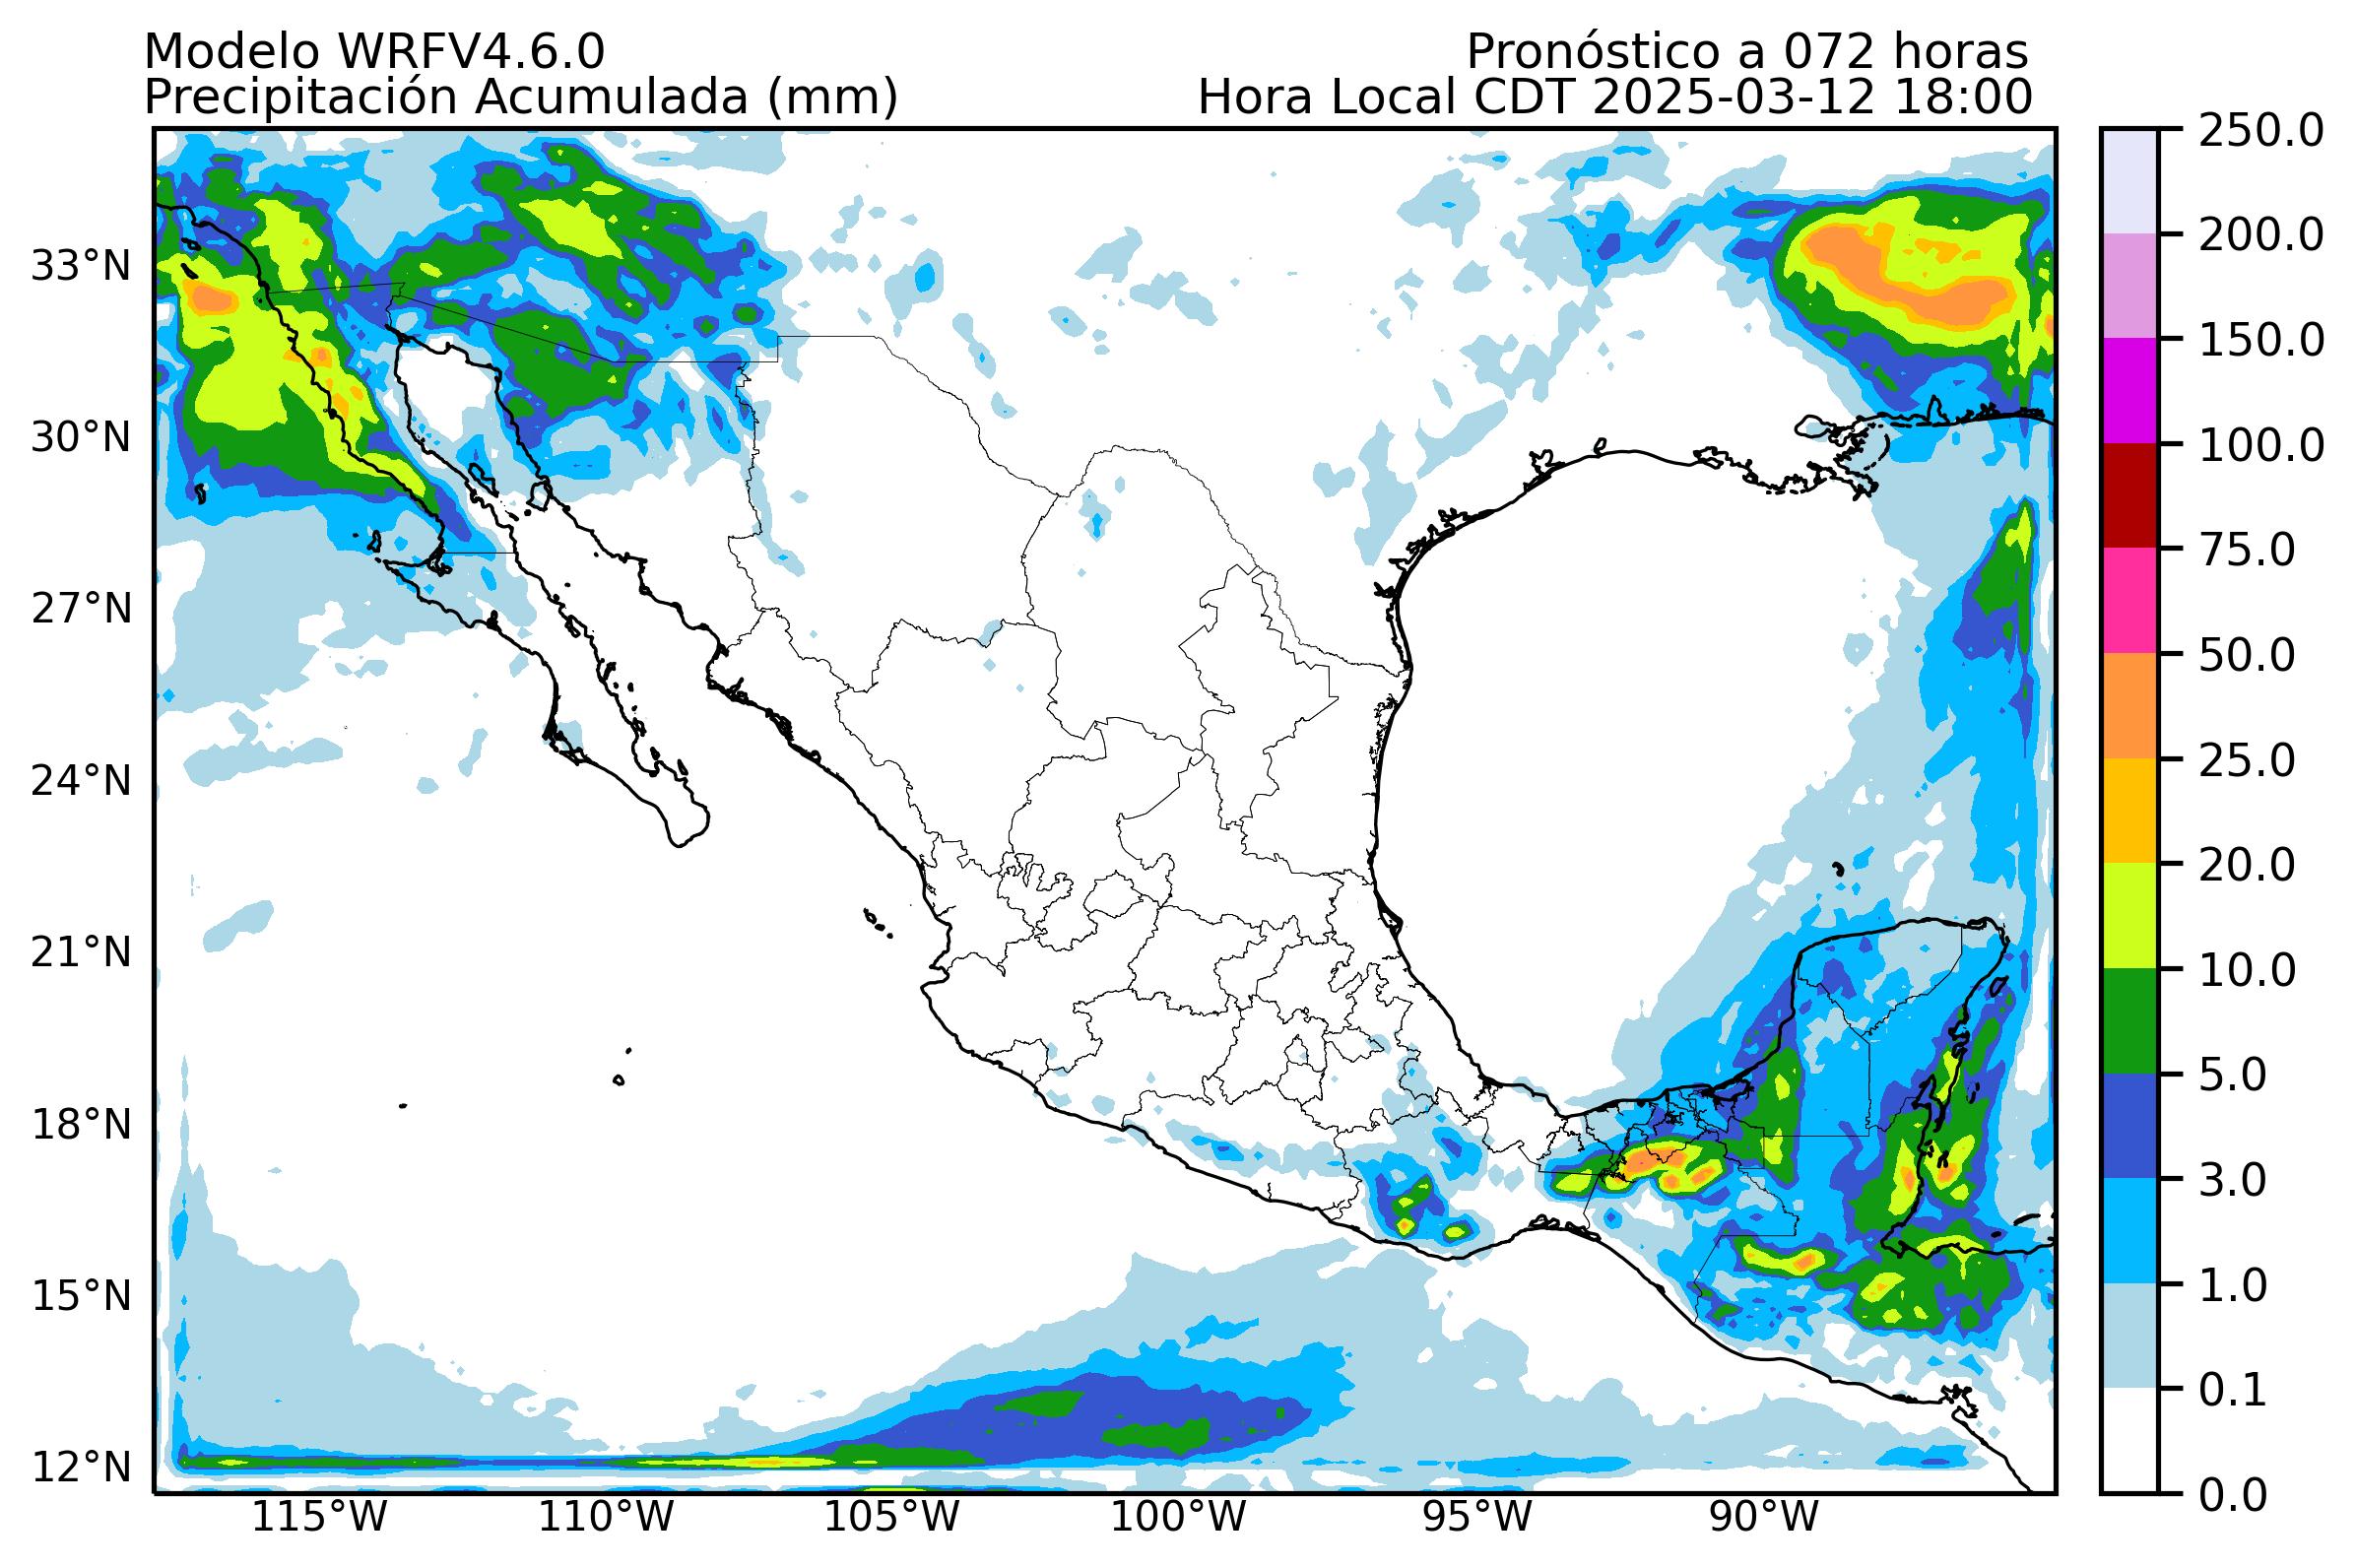 Modelo WRFV4.6.0
Pronóstico a 072 horas
Precipitación Acumulada (mm)
Hora Local CDT 2025-03-12 18:00
250.0
200.0
150.0
100.0
75.0
50.0
25.0
20.0
10.0
5.0
3.0
1.0
0.1
0.0
33°N
30°N
27°N
24°N
21°N
18°N
15°N
12°N
115°W
110°W
105°W
100°W
95°W
90°W